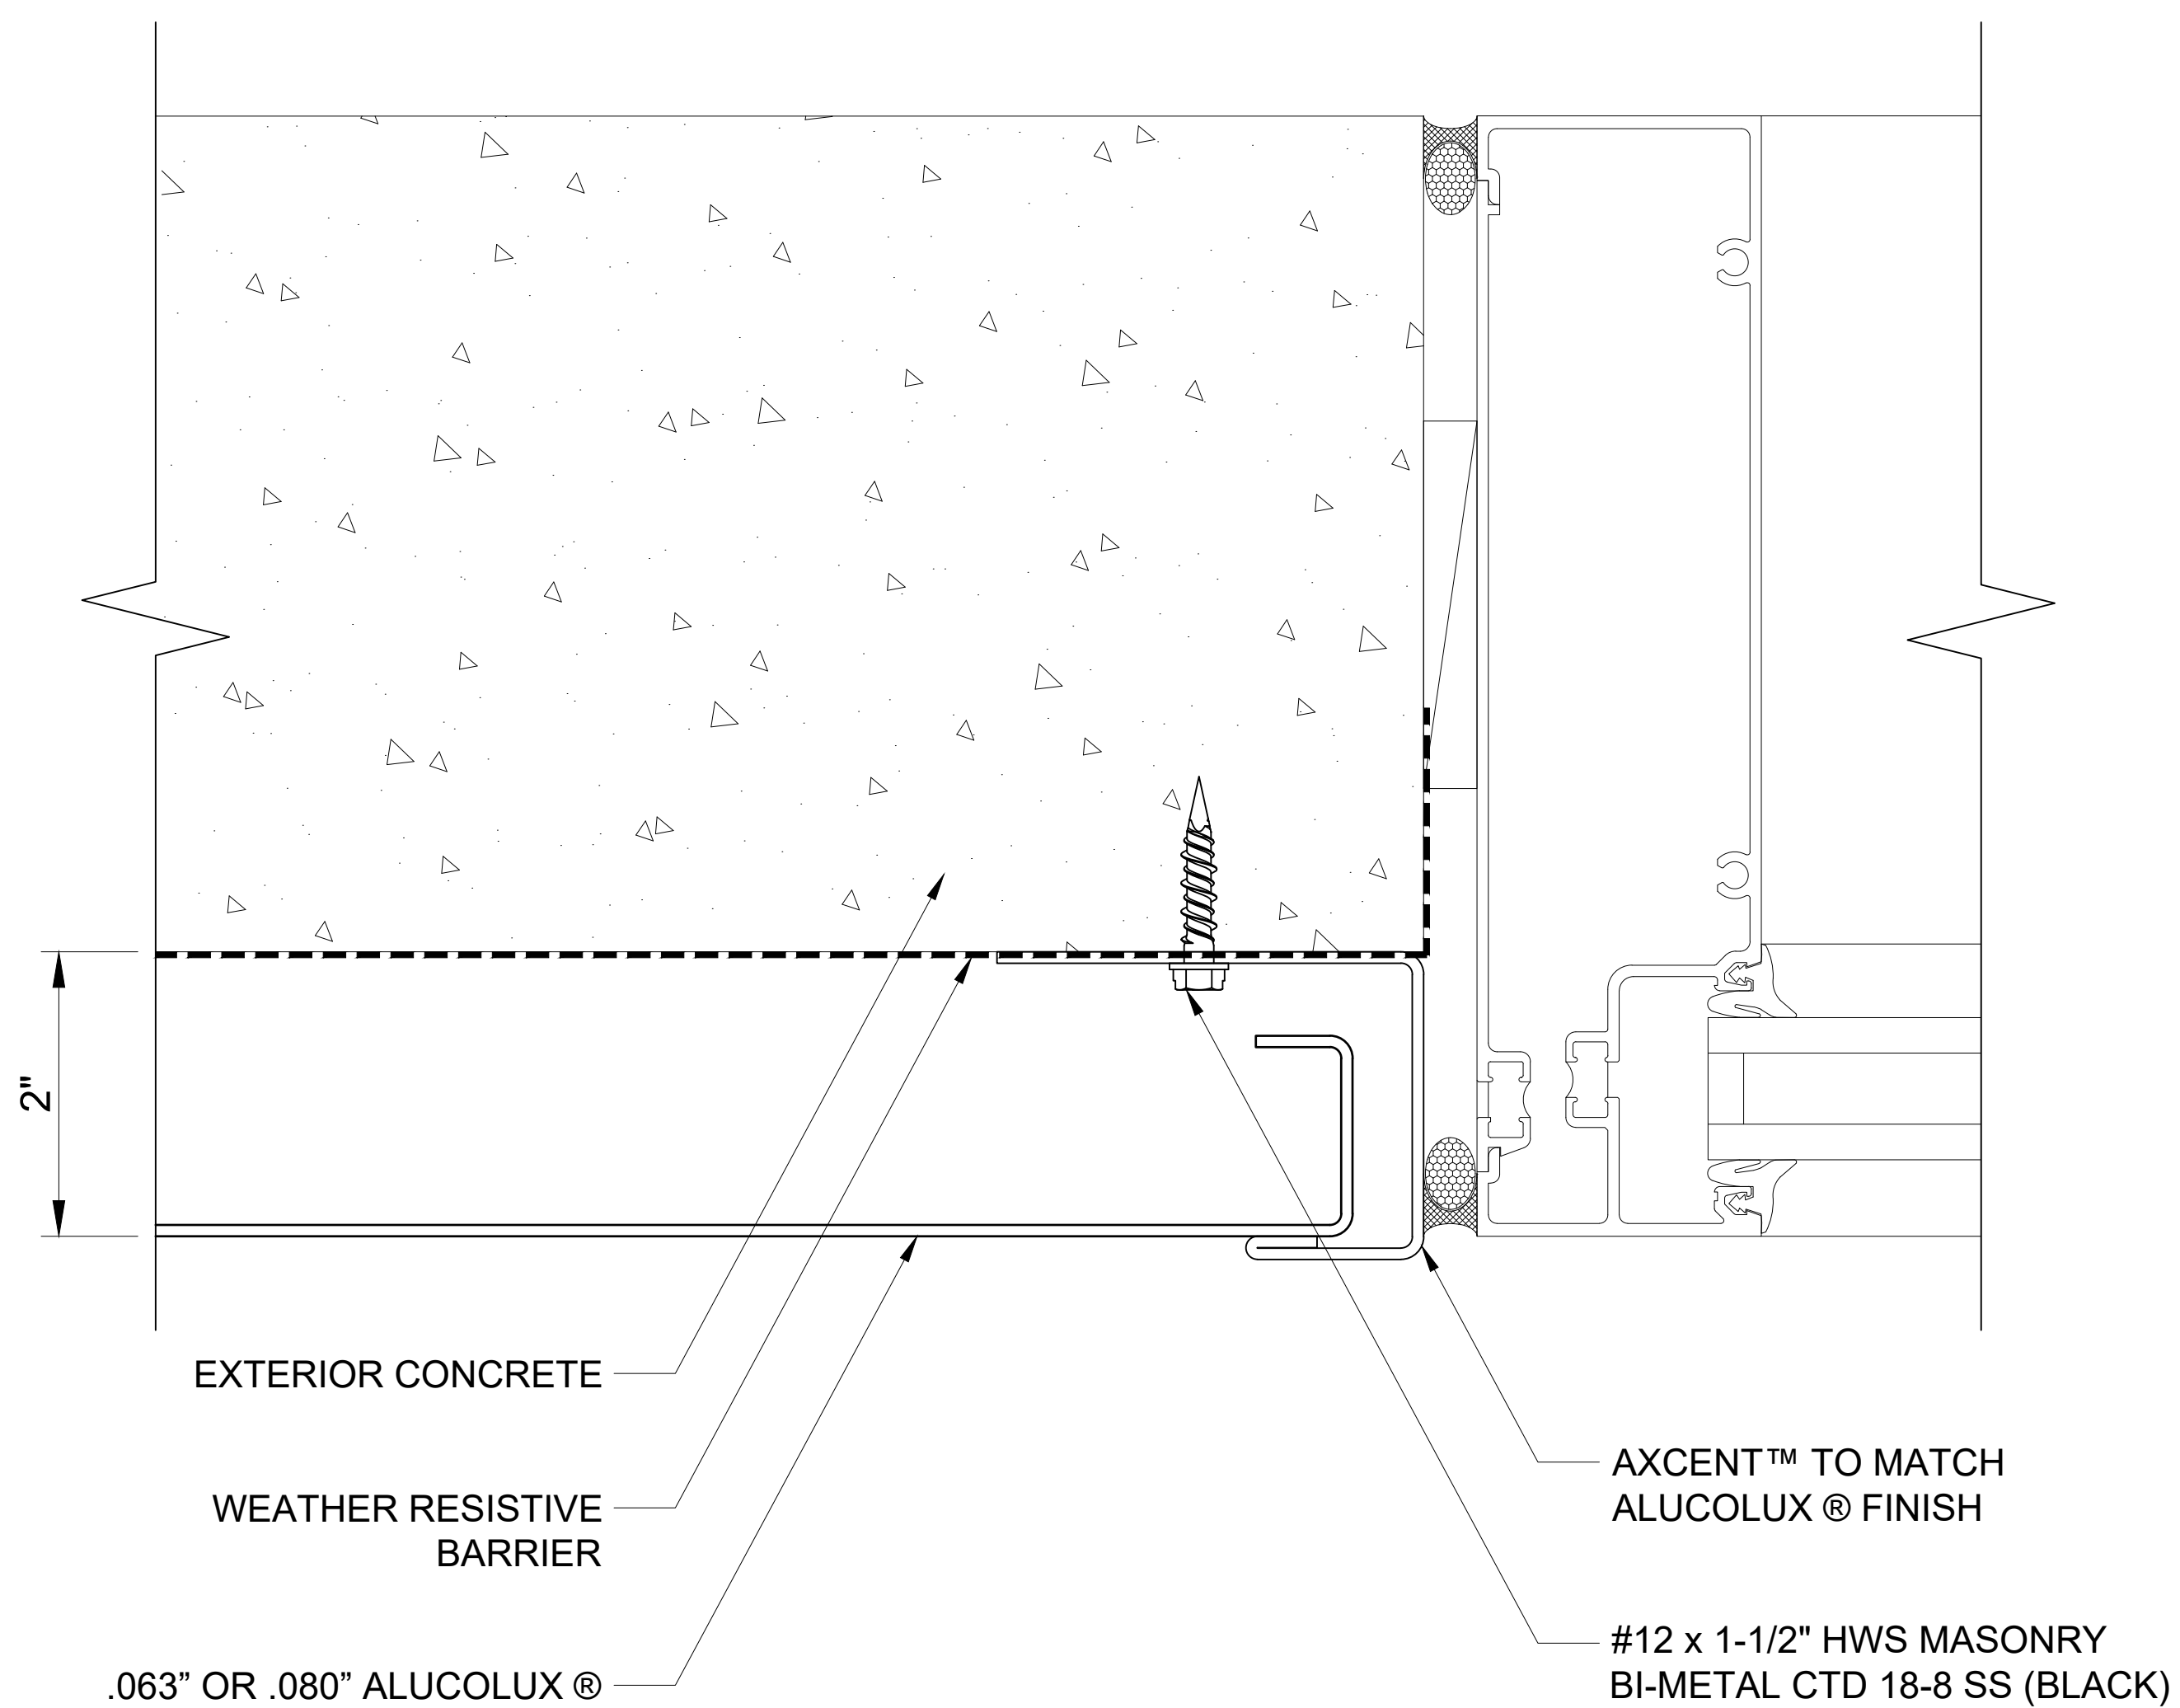 2"
EXTERIOR CONCRETE
WEATHER RESISTIVE
BARRIER
.063” OR .080” ALUCOLUX ®
AXCENT™ TO MATCH
ALUCOLUX ® FINISH
#12 x 1-1/2" HWS MASONRY
BI-METAL CTD 18-8 SS (BLACK)